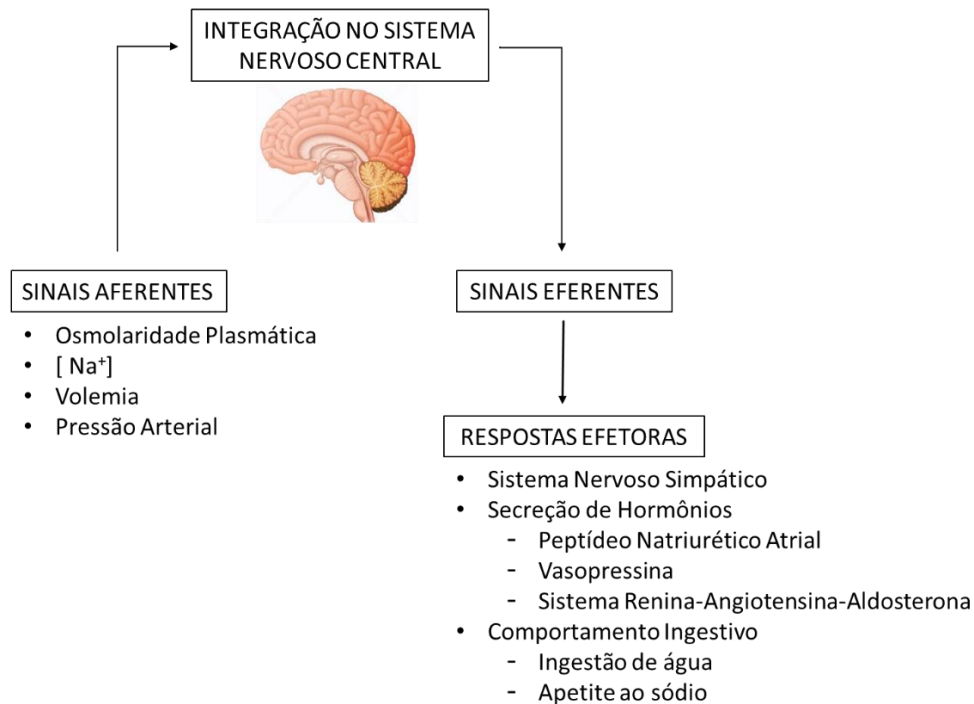 INTEGRAÇÃO NO SISTEMA
NERVOSO CENTRAL
SINAIS AFERENTES
• Osmolaridade Plasmática
• [ Na⁺]
• Volemia
• Pressão Arterial
SINAIS EFERENTES
RESPOSTAS EFETORAS
• Sistema Nervoso Simpático
• Secreção de Hormônios
- Peptídeo Natriurético Atrial
- Vasopressina
- Sistema Renina-Angiotensina-Aldosterona
• Comportamento Ingestivo
- Ingestão de água
- Apetite ao sódio